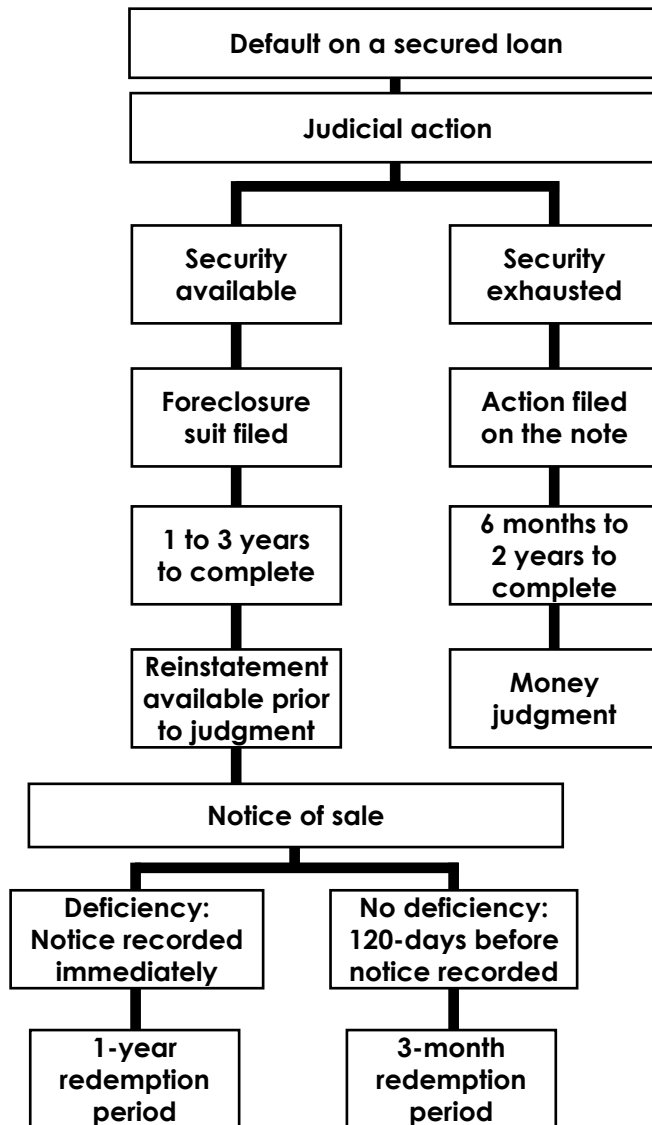 Default on a secured loan
Judicial action
Security
available
Security
exhausted
Foreclosure
suit filed
Action filed
on the note
1 to 3 years
to complete
6 months to
2 years to
complete
Reinstatement
available prior
to judgment
Money
judgment
Notice of sale
Deficiency:
Notice recorded
immediately
No deficiency:
120-days before
notice recorded
1-year
redemption
period
3-month
redemption
period